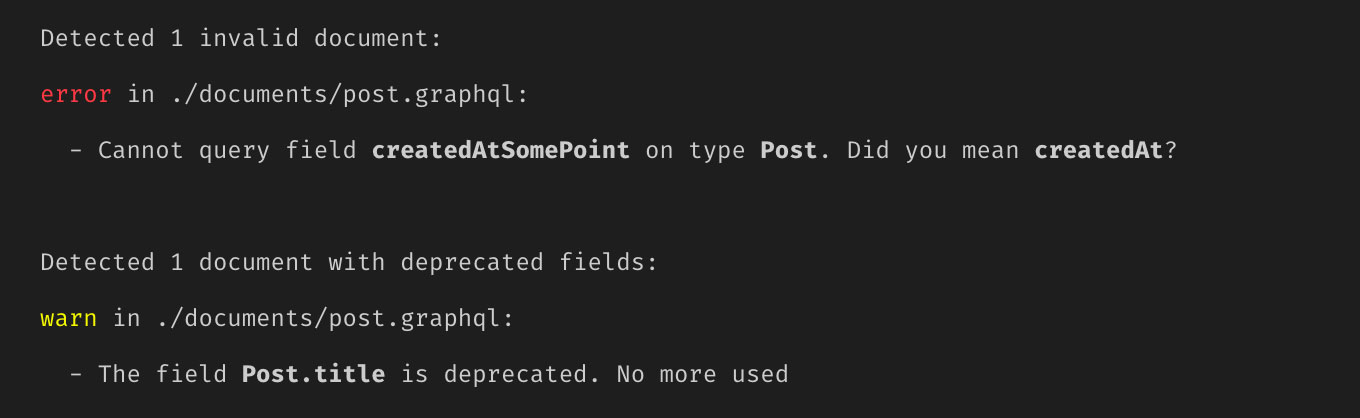 Detected 1 invalid document:
error in ./documents/post.graphql:
- Cannot query field createdAtSomePoint on type Post. Did you mean createdAt?
Detected 1 document with deprecated fields:
warn in ./documents/post.graphql:
- The field Post.title is deprecated. No more used